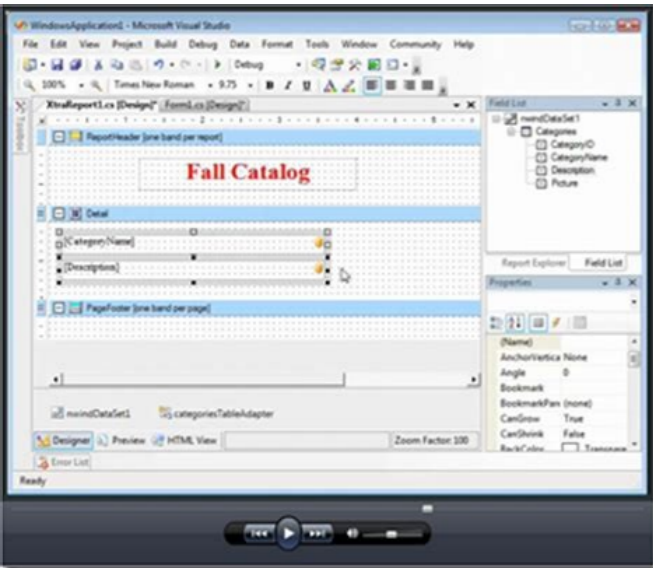 WindowsApplication1 - Microsoft Visual Studio
File Edit View Project Build Debug Data Format Tools Window Community Help
Debug
100% Times New Roman 9.75 B I U A
XtraReport1.cs [Design]* Form1.cs [Design]*
Toolbox
ReportHeader [one band per report]
Fall Catalog
Detail
[CategoryName]
[Description]
PageFooter [one band per page]
nwindDataSet1 categoriesTableAdapter
Designer Preview HTML View Zoom Factor: 100
Error List
Ready
Field List
nwindDataSet1
Categories
CategoryID
CategoryName
Description
Picture
Report Explorer Field List
Properties
(Name)
AnchorVertica None
Angle 0
Bookmark
BookmarkPan (none)
CanGrow True
CanShrink False